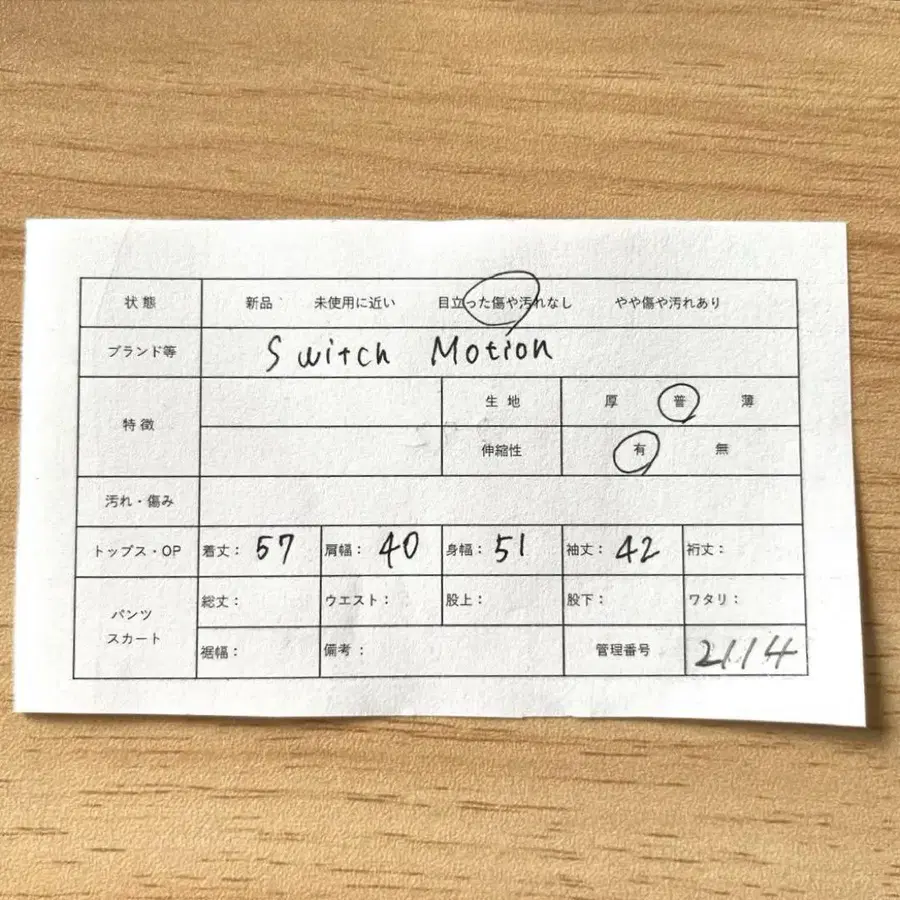 状態 新品 未使用に近い 目立った傷や汚れなし やや傷や汚れあり
ブランド等 Switch Motion
特徴 生地 厚 普 薄
伸縮性 有 無
汚れ・傷み
トップス・OP 着丈: 57 肩幅: 40 身幅: 51 袖丈: 42 裄丈:
パンツ スカート 総丈: ウエスト: 股上: 股下: ワタリ:
裾幅: 備考: 管理番号 2114